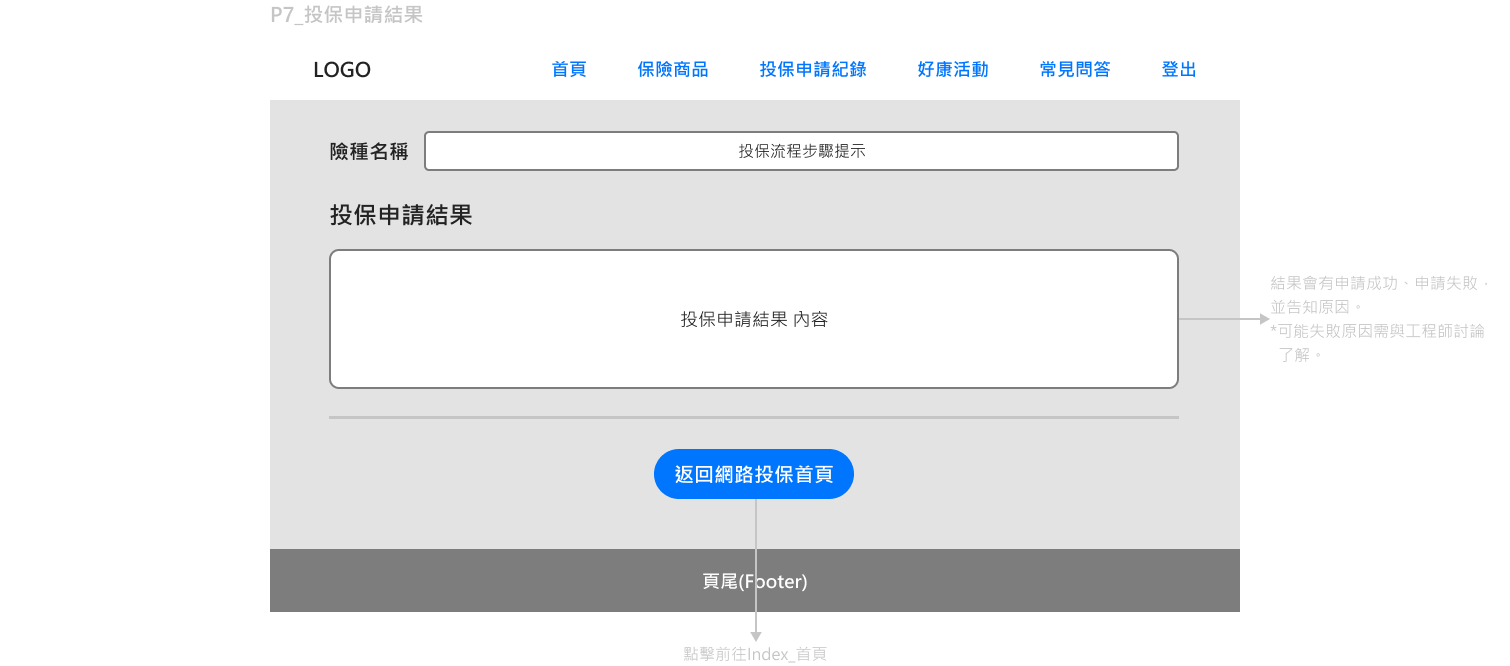 P7_投保申請結果
LOGO 首頁 保險商品 投保申請紀錄 好康活動 常見問答 登出
險種名稱 投保流程步驟提示
投保申請結果
投保申請結果 內容
結果會有申請成功、申請失敗，
並告知原因。
*可能失敗原因需與工程師討論
了解。
返回網路投保首頁
頁尾(Footer)
點擊前往Index_首頁